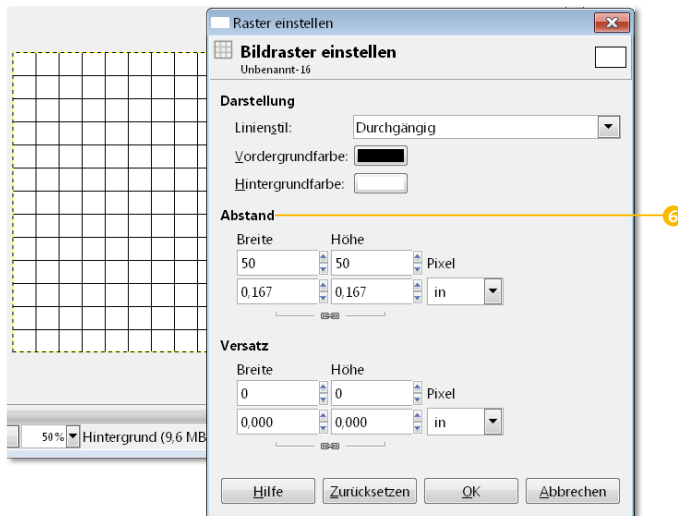 Raster einstellen
Bildraster einstellen
Unbenannt-16
Darstellung
Linienstil: Durchgängig
Vordergrundfarbe:
Hintergrundfarbe:
Abstand
6
Breite Höhe
50 50 Pixel
0,167 0,167 in
Versatz
Breite Höhe
0 0 Pixel
0,000 0,000 in
50% Hintergrund (9,6 MB
Hilfe Zurücksetzen OK Abbrechen